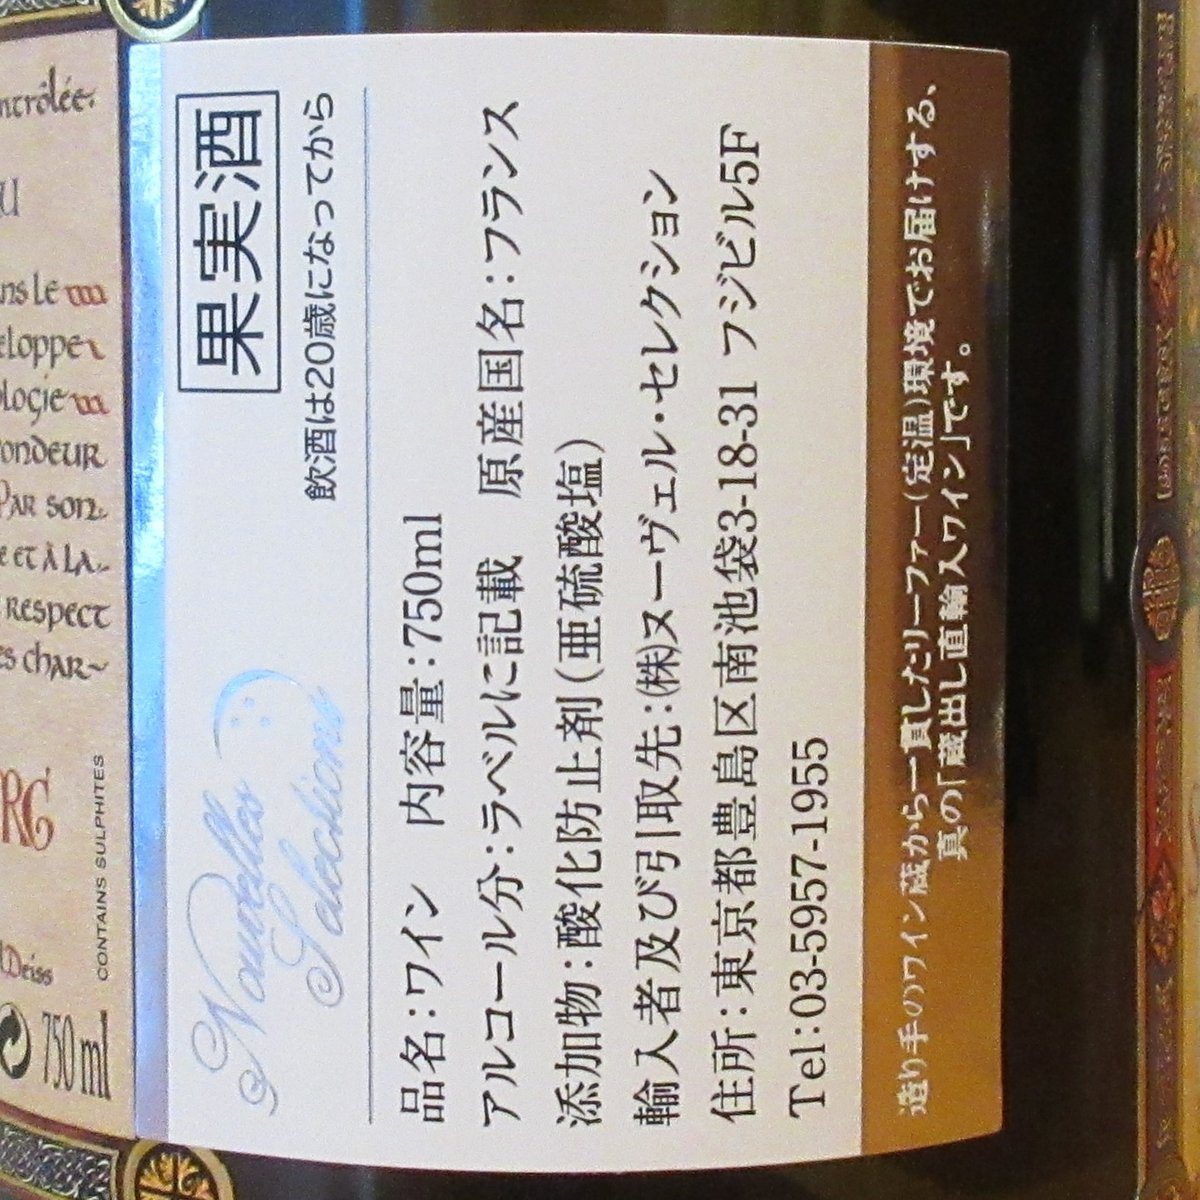 ntrôlée.
ans le
eloppe
ologie
ondeur
Par son
e et à la
respect
es char~
RG
Deiss
CONTAINS SULPHITES
750 ml
Nouvelles
Selections
果実酒
飲酒は20歳になってから
品名:ワイン 内容量:750ml
アルコール分:ラベルに記載 原産国名:フランス
添加物:酸化防止剤(亜硫酸塩)
輸入者及び引取先:㈱ヌーヴェル・セレクション
住所:東京都豊島区南池袋3-18-31 フジビル5F
Tel:03-5957-1955
造り手のワイン蔵から一貫したリーファー(定温)環境でお届けする、
真の「蔵出し直輸入ワイン」です。